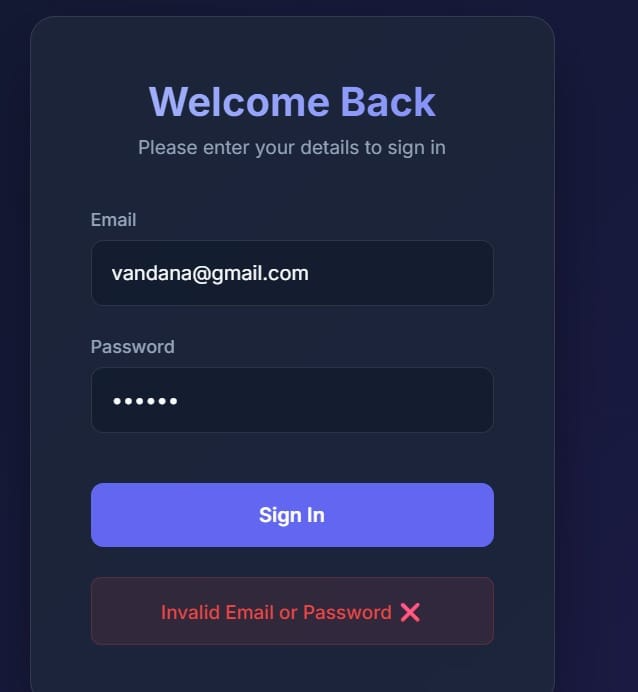 Welcome Back
Please enter your details to sign in
Email
vandana@gmail.com
Password
••••••
Sign In
Invalid Email or Password ❌